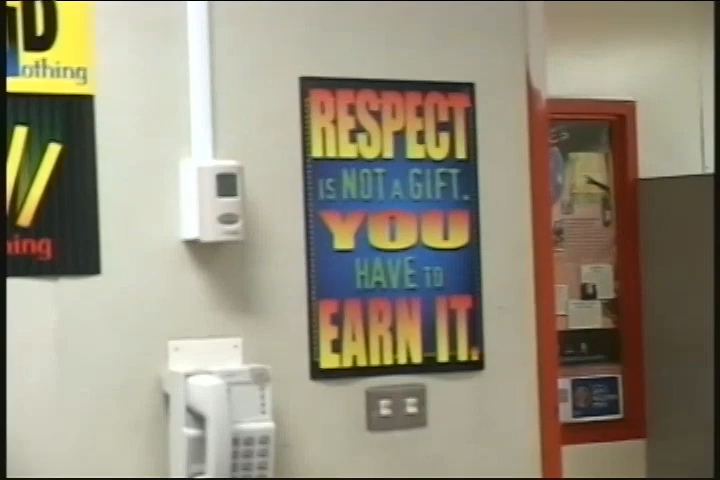 D
othing
ing
RESPECT
IS NOT A GIFT.
YOU
HAVE TO
EARN IT.